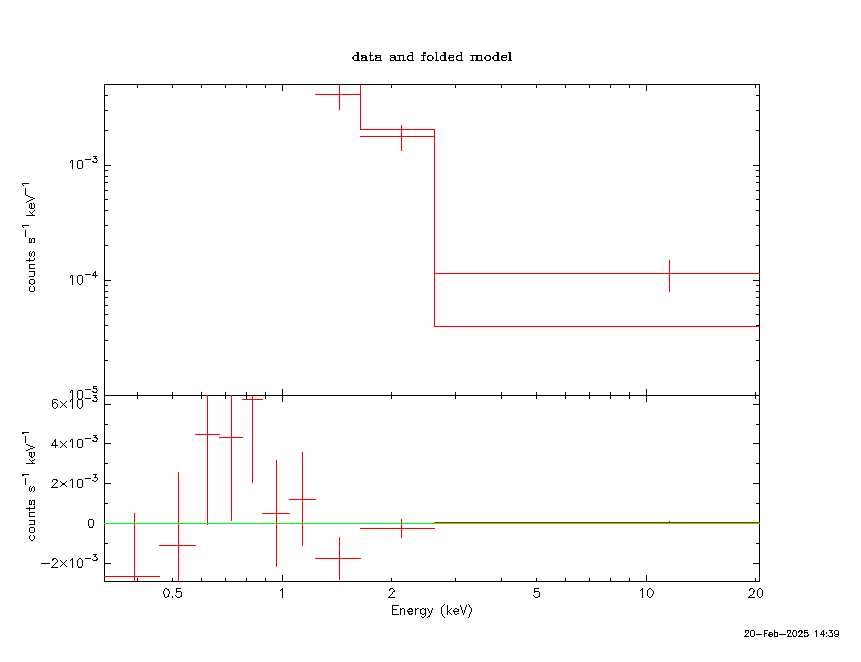 data and folded model
counts s⁻¹ keV⁻¹
10⁻³
10⁻⁴
10⁻⁵
counts s⁻¹ keV⁻¹
6×10⁻³
4×10⁻³
2×10⁻³
0
−2×10⁻³
0.5 1 2 5 10 20
Energy (keV)
20−Feb−2025 14:39